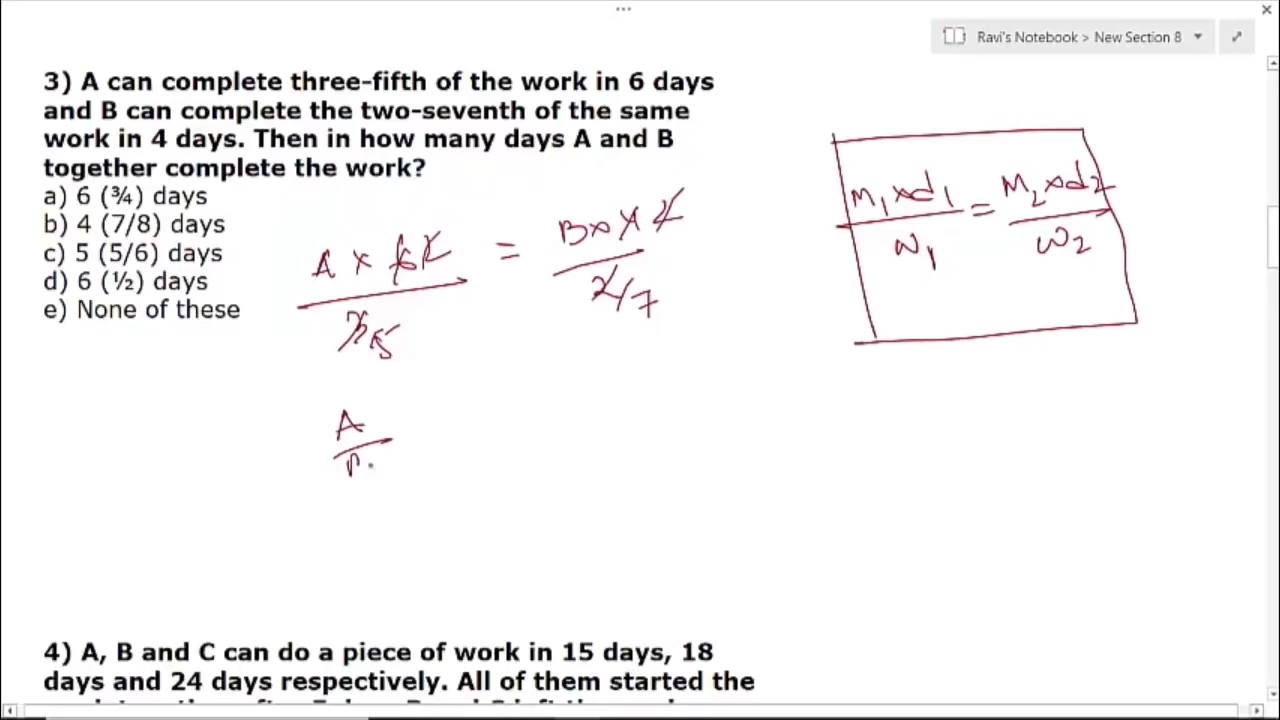 Ravi's Notebook > New Section 8
3) A can complete three-fifth of the work in 6 days
and B can complete the two-seventh of the same
work in 4 days. Then in how many days A and B
together complete the work?
a) 6 (¾) days
b) 4 (7/8) days
c) 5 (5/6) days
d) 6 (½) days
e) None of these
A × 6 2 = B × 4 2
3/5 2/7
M₁ × d₁ = M₂ × d₂
W₁ W₂
A
4) A, B and C can do a piece of work in 15 days, 18
days and 24 days respectively. All of them started the